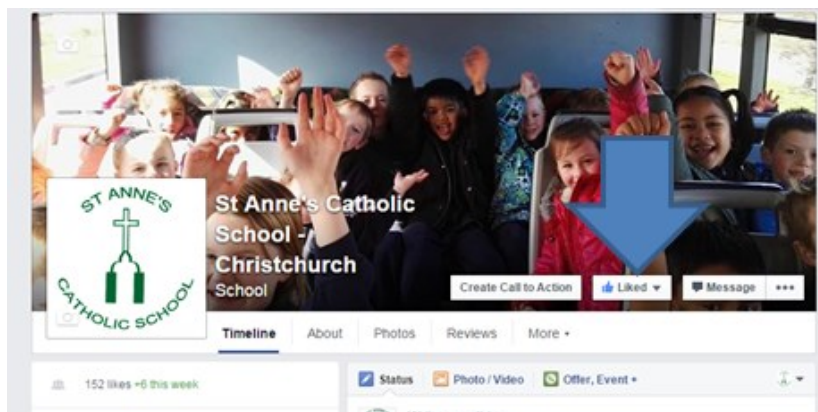 ST ANNE'S
CATHOLIC SCHOOL
St Anne's Catholic
School -
Christchurch
School
Create Call to Action
Liked
Message
Timeline About Photos Reviews More
152 likes +6 this week
Status Photo / Video Offer, Event +